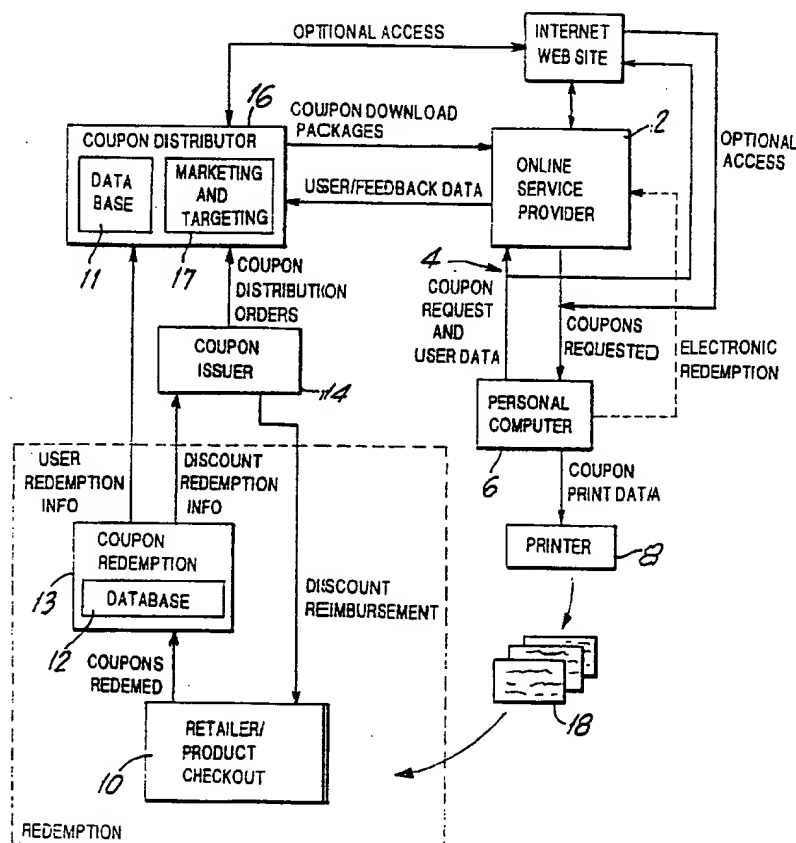 OPTIONAL ACCESS
INTERNET
WEB SITE
16
COUPON DOWNLOAD
PACKAGES
2
OPTIONAL
ACCESS
COUPON DISTRIBUTOR
DATA
BASE
MARKETING
AND
TARGETING
USER/FEEDBACK DATA
ONLINE
SERVICE
PROVIDER
11
17
COUPON
DISTRIBUTION
ORDERS
4
COUPON
REQUEST
AND
USER DATA
COUPONS
REQUESTED
ELECTRONIC
REDEMPTION
COUPON
ISSUER
14
PERSONAL
COMPUTER
6
USER
REDEMPTION
INFO
DISCOUNT
REDEMPTION
INFO
COUPON
PRINT DATA
COUPON
REDEMPTION
DATABASE
13
12
PRINTER
8
DISCOUNT
REIMBURSEMENT
COUPONS
REDEMED
RETAILER/
PRODUCT
CHECKOUT
10
18
REDEMPTION